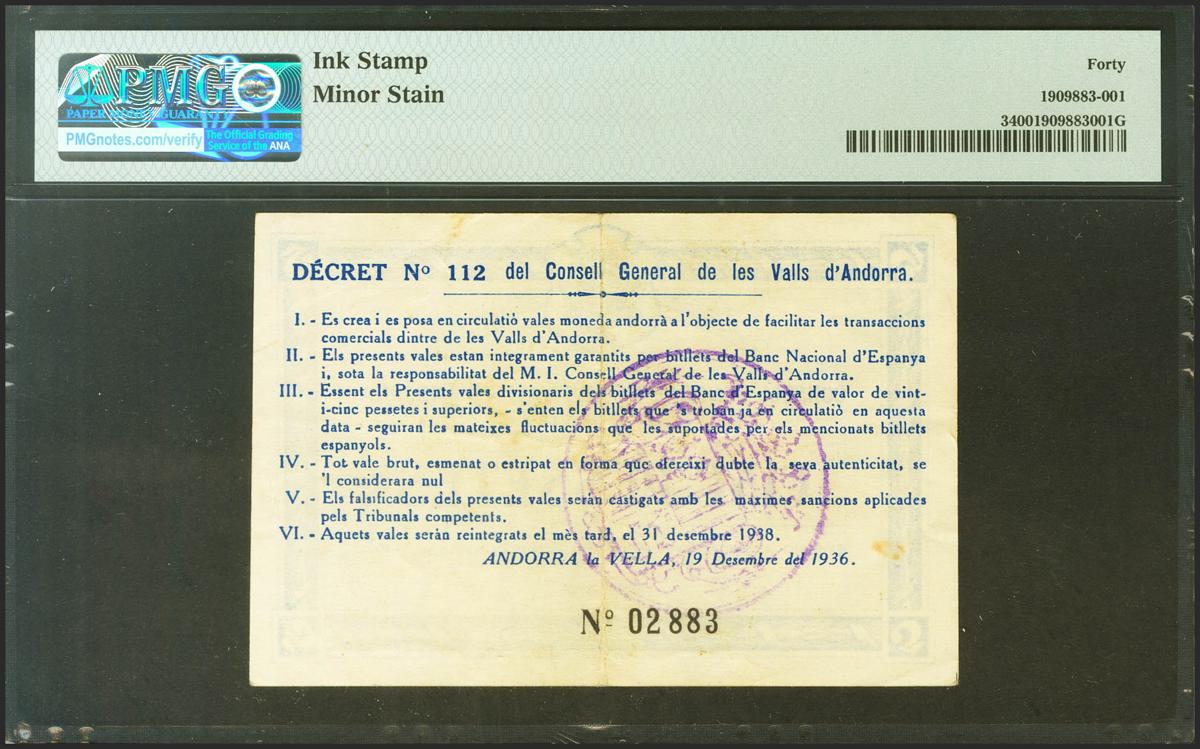 PMG
PAPER MONEY GUARANTY
PMGnotes.com/verify
The Official Grading
Service of the ANA
Ink Stamp
Minor Stain
Forty
1909883-001
34001909883001G
DÉCRET Nº 112 del Consell General de les Valls d'Andorra.
I. - Es crea i es posa en circulatiò vales moneda andorrà a l'objecte de facilitar les transaccions
comercials dintre de les Valls d'Andorra.
II. - Els presents vales estan integrament garantits per bitllets del Banc Nacional d'Espanya
i, sota la responsabilitat del M. I. Consell General de les Valls d'Andorra.
III. - Essent els Presents vales divisionaris dels bitllets del Banc d'Espanya de valor de vint-
i-cinc pessetes i superiors, - s'enten els bitllets que 's troban ja en circulatiò en aquesta
data - seguiran les mateixes fluctuacions que les suportades per els mencionats bitllets
espanyols.
IV. - Tot vale brut, esmenat o estripat en forma que ofereixi dubte la seva autenticitat, se
'l considerara nul
V. - Els falsificadors dels presents vales seràn castigats amb les maximes sancions aplicades
pels Tribunals competents.
VI. - Aquets vales seràn reintegrats el mès tard, el 31 desembre 1938.
ANDORRA la VELLA, 19 Desembre del 1936.
Nº 02883